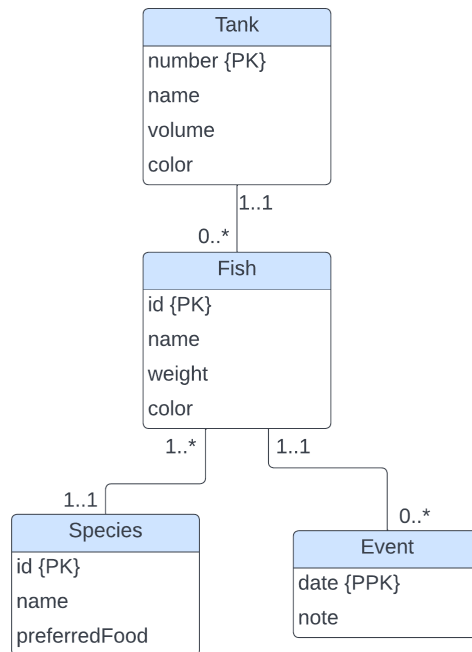 Tank
number {PK}
name
volume
color
1..1
0..*
Fish
id {PK}
name
weight
color
1..*
1..1
1..1
0..*
Species
id {PK}
name
preferredFood
Event
date {PPK}
note